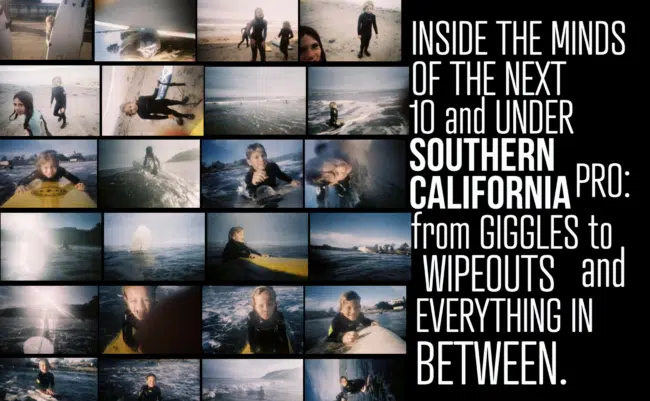 INSIDE THE MINDS
OF THE NEXT
10 and UNDER
SOUTHERN
CALIFORNIA PRO:
from GIGGLES to
WIPEOUTS and
EVERYTHING IN
BETWEEN.